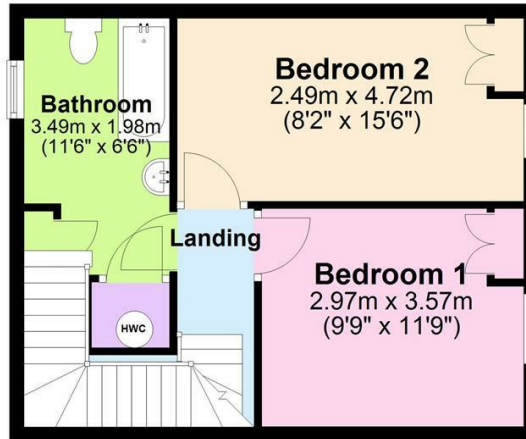 Bedroom 2
2.49m x 4.72m
(8'2" x 15'6")
Bathroom
3.49m x 1.98m
(11'6" x 6'6")
Landing
Bedroom 1
2.97m x 3.57m
(9'9" x 11'9")
HWC